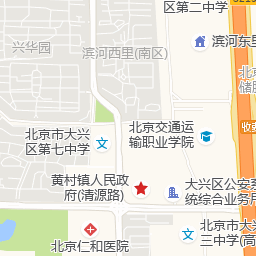 区第二中学
兴华园
滨河西里(南区)
滨河东里
储
收
北京市大兴
区第七中学
北京交通运
输职业学院
黄村镇人民政
府(清源路)
大兴区公安
统综合业务
北京仁和医院
北京市大
三中学(高